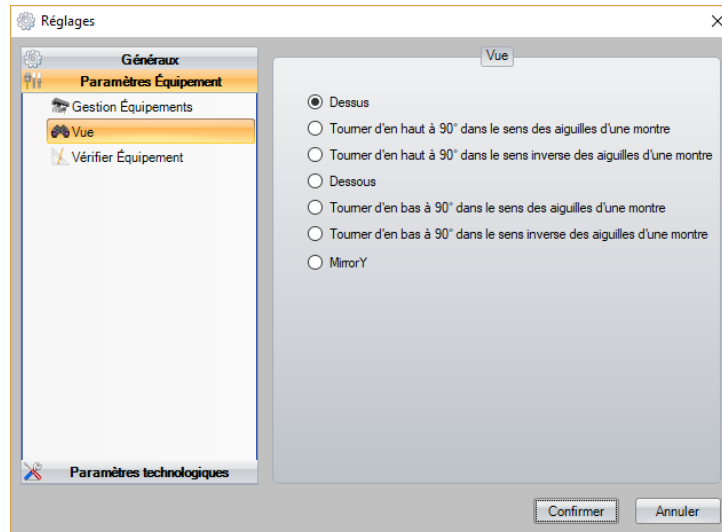 Réglages
Généraux
Paramètres Équipement
Gestion Équipements
Vue
Vérifier Équipement
Paramètres technologiques
Vue
Dessus
Tourner d'en haut à 90° dans le sens des aiguilles d'une montre
Tourner d'en haut à 90° dans le sens inverse des aiguilles d'une montre
Dessous
Tourner d'en bas à 90° dans le sens des aiguilles d'une montre
Tourner d'en bas à 90° dans le sens inverse des aiguilles d'une montre
MirrorY
Confirmer
Annuler